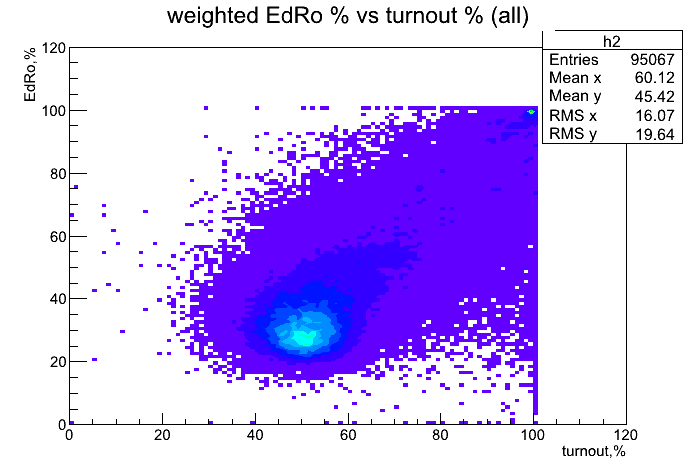 weighted EdRo % vs turnout % (all)
h2
Entries 95067
Mean x 60.12
Mean y 45.42
RMS x 16.07
RMS y 19.64
EdRo,%
120
100
80
60
40
20
0
0 20 40 60 80 100 120
turnout,%